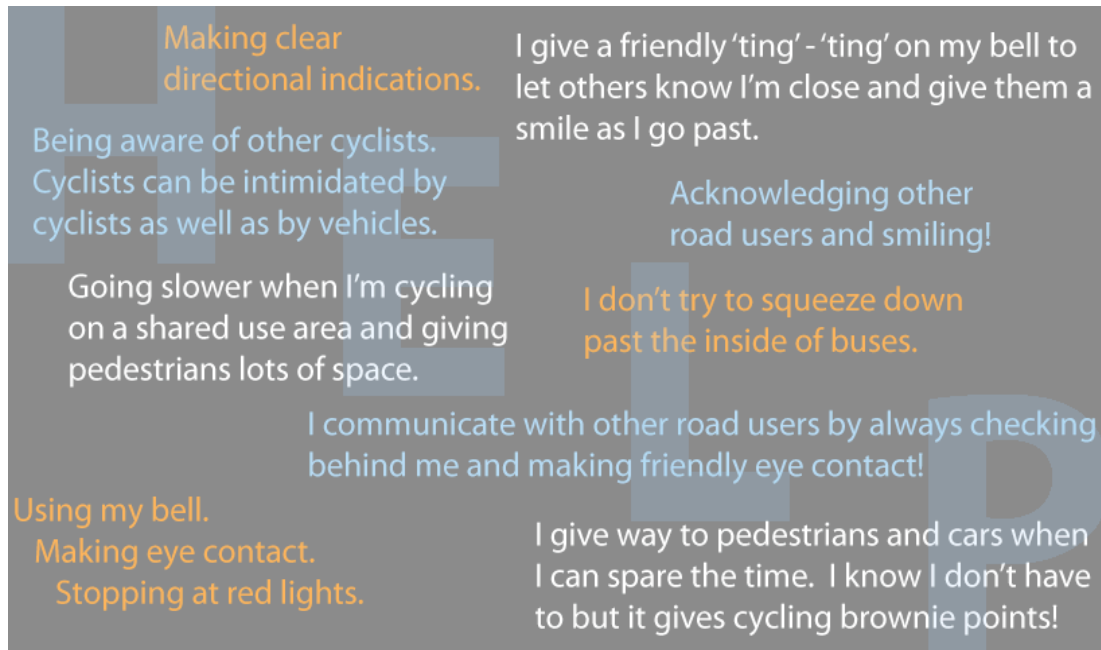 Making clear
directional indications.
I give a friendly ‘ting’ - ‘ting’ on my bell to
let others know I’m close and give them a
smile as I go past.
Being aware of other cyclists.
Cyclists can be intimidated by
cyclists as well as by vehicles.
Acknowledging other
road users and smiling!
Going slower when I’m cycling
on a shared use area and giving
pedestrians lots of space.
I don’t try to squeeze down
past the inside of buses.
I communicate with other road users by always checking
behind me and making friendly eye contact!
Using my bell.
Making eye contact.
Stopping at red lights.
I give way to pedestrians and cars when
I can spare the time.  I know I don’t have
to but it gives cycling brownie points!
HELP